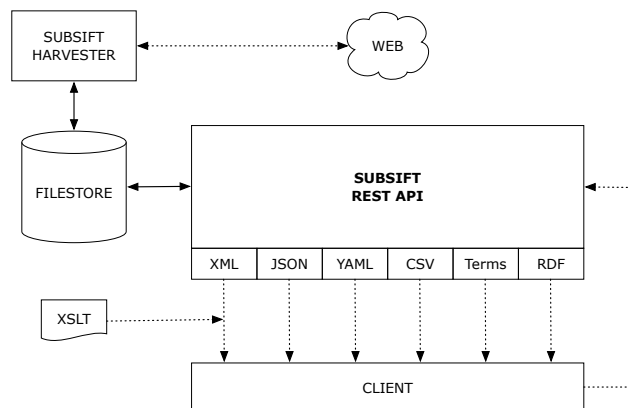 SUBSIFT
HARVESTER
WEB
FILESTORE
SUBSIFT
REST API
XML
JSON
YAML
CSV
Terms
RDF
XSLT
CLIENT